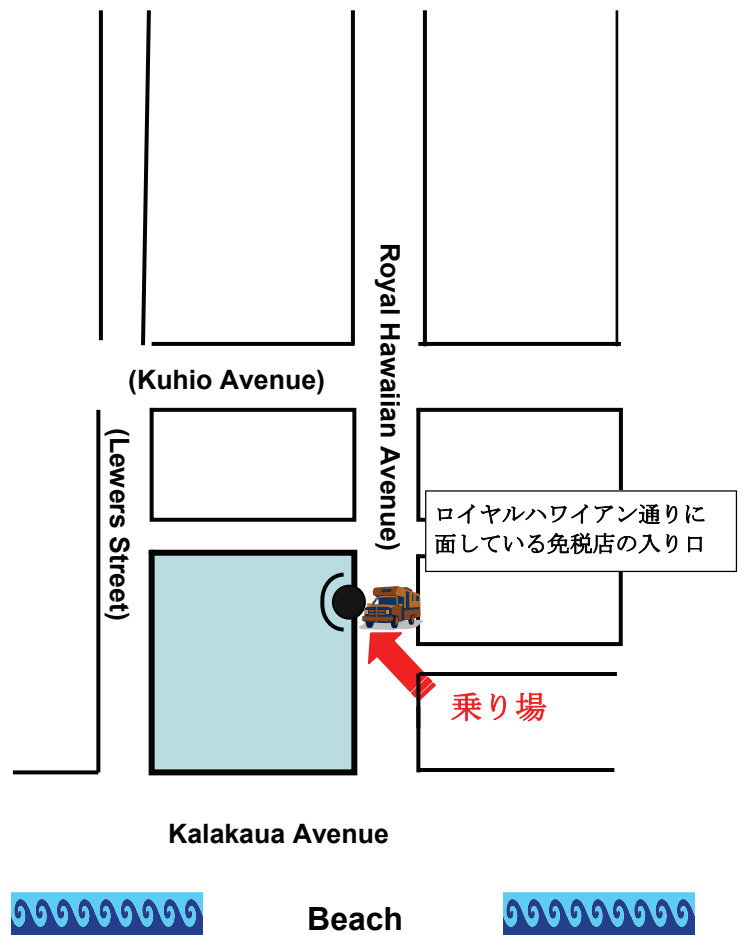 Royal Hawaiian Avenue)
(Kuhio Avenue)
(Lewers Street)
ロイヤルハワイアン通りに
面している免税店の入り口
乗り場
Kalakaua Avenue
Beach